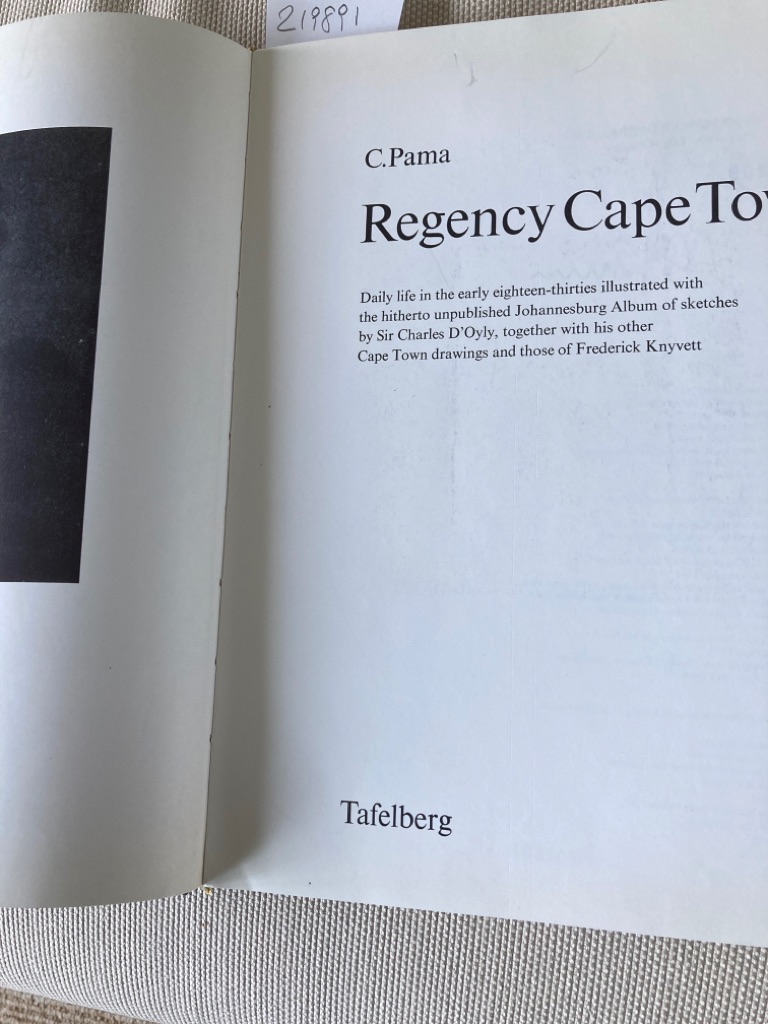 219891
C.Pama
Regency Cape To
Daily life in the early eighteen-thirties illustrated with
the hitherto unpublished Johannesburg Album of sketches
by Sir Charles D'Oyly, together with his other
Cape Town drawings and those of Frederick Knyvett
Tafelberg